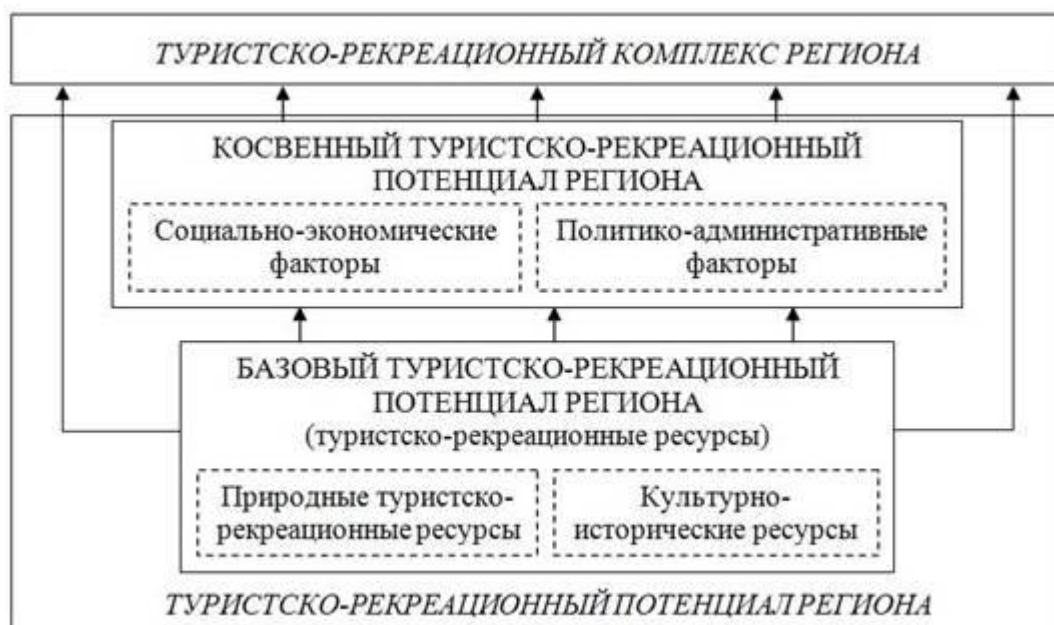 ТУРИСТСКО-РЕКРЕАЦИОННЫЙ КОМПЛЕКС РЕГИОНА
КОСВЕННЫЙ ТУРИСТСКО-РЕКРЕАЦИОННЫЙ
ПОТЕНЦИАЛ РЕГИОНА
Социально-экономические
факторы
Политико-административные
факторы
БАЗОВЫЙ ТУРИСТСКО-РЕКРЕАЦИОННЫЙ
ПОТЕНЦИАЛ РЕГИОНА
(туристско-рекреационные ресурсы)
Природные туристско-
рекреационные ресурсы
Культурно-
исторические ресурсы
ТУРИСТСКО-РЕКРЕАЦИОННЫЙ ПОТЕНЦИАЛ РЕГИОНА